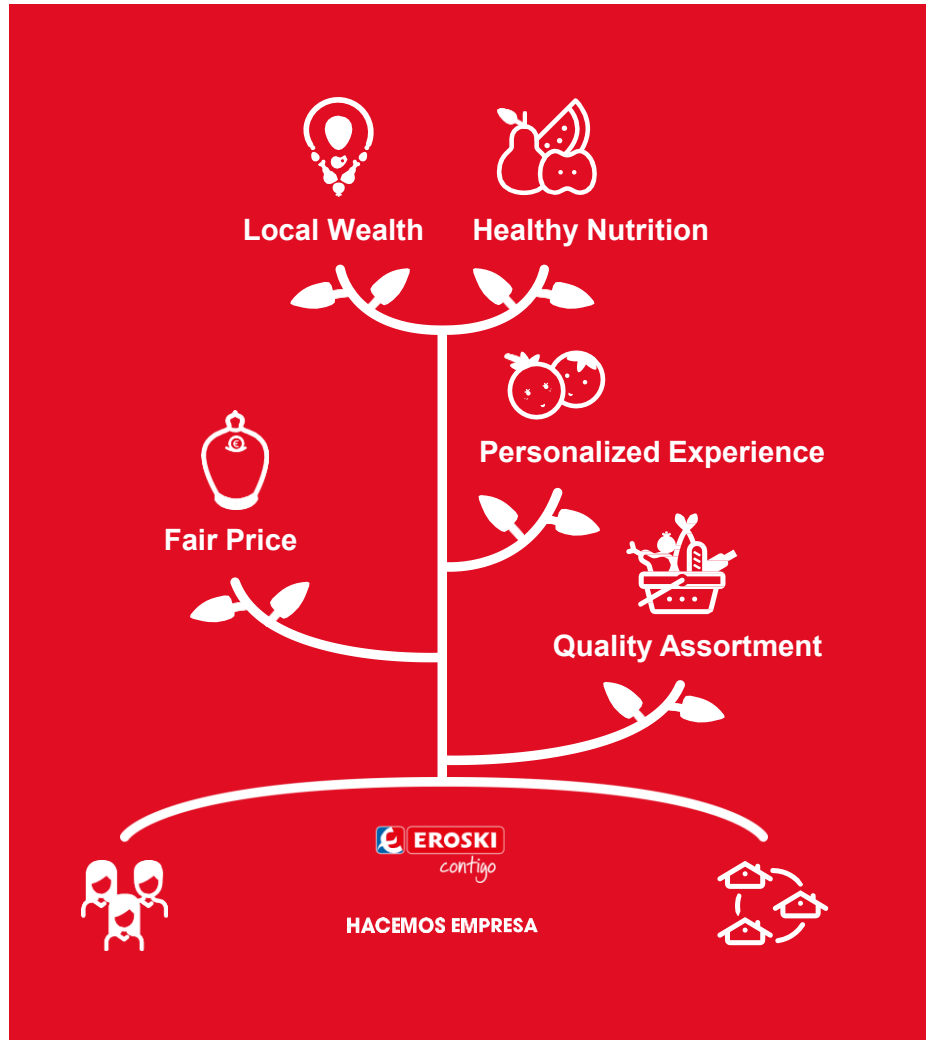 Local Wealth
Healthy Nutrition
Personalized Experience
Fair Price
Quality Assortment
EROSKI
contigo
HACEMOS EMPRESA